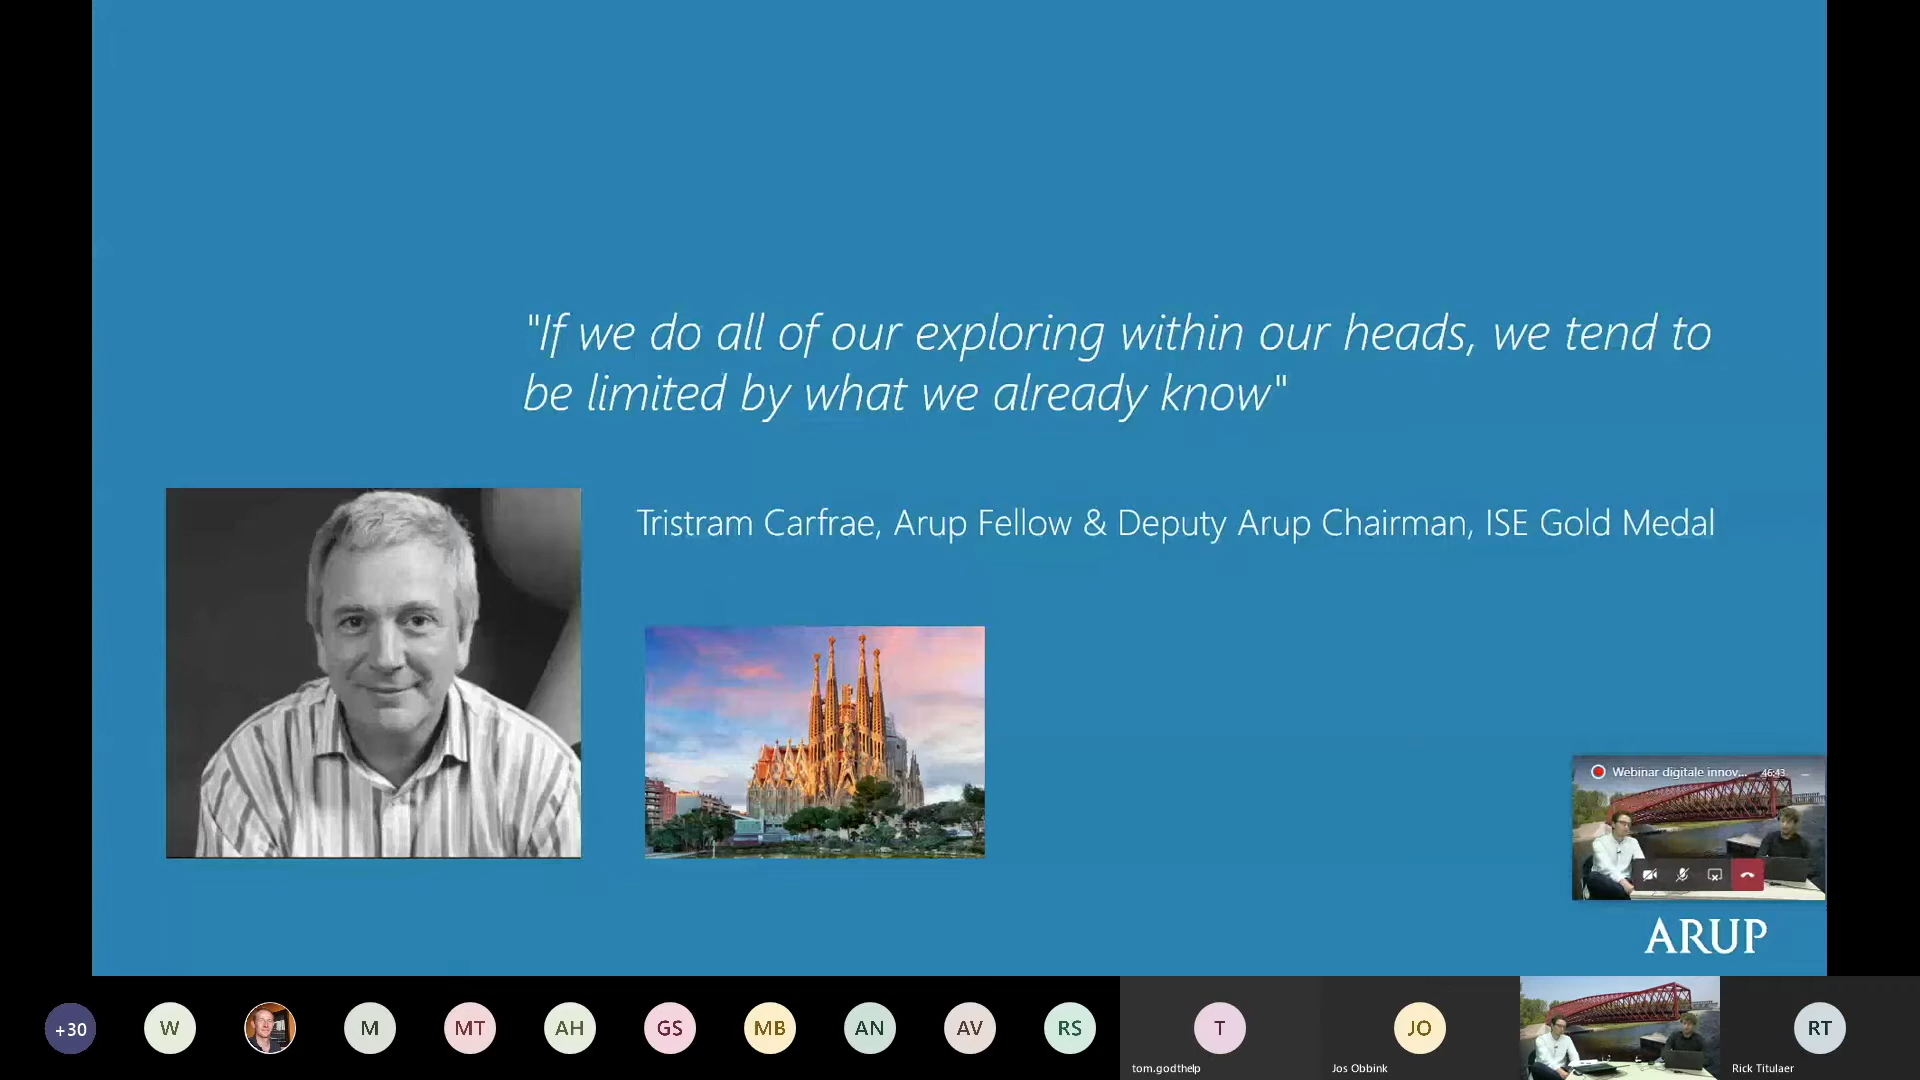 "If we do all of our exploring within our heads, we tend to
be limited by what we already know"
Tristram Carfrae, Arup Fellow & Deputy Arup Chairman, ISE Gold Medal
Webinar digitale innov... 46:43
ARUP
+30
W
M
MT
AH
GS
MB
AN
AV
RS
T
tom.godthelp
JO
Jos Obbink
RT
Rick Titulaer